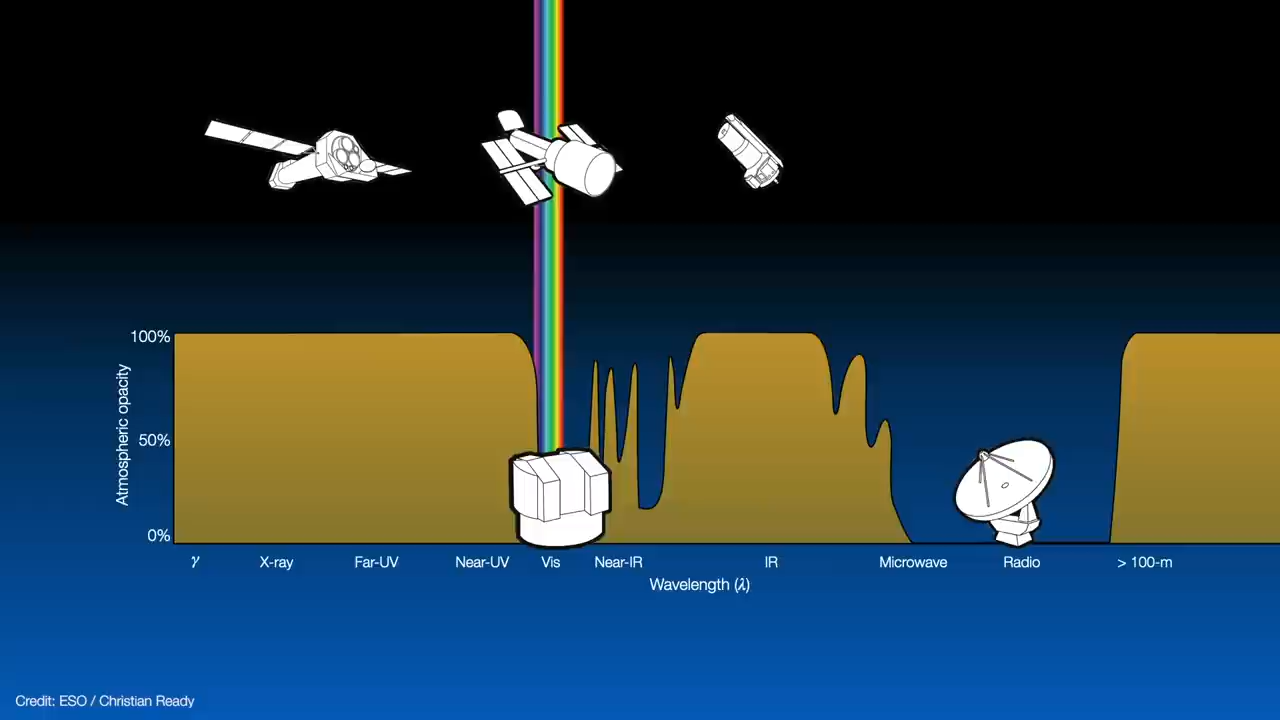 100%
50%
0%
Atmospheric opacity
γ X-ray Far-UV Near-UV Vis Near-IR IR Microwave Radio > 100-m
Wavelength (λ)
Credit: ESO / Christian Ready